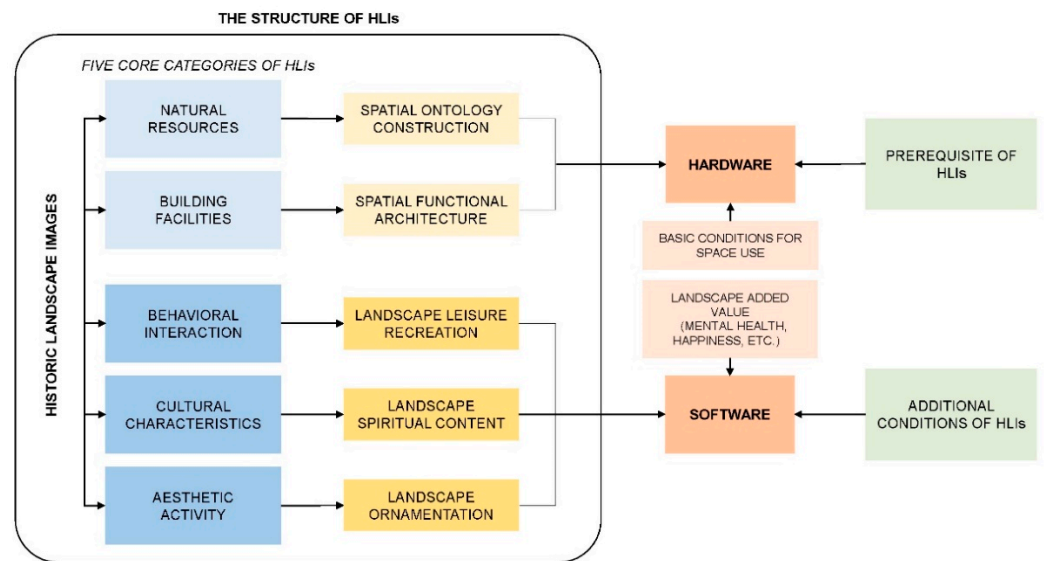 THE STRUCTURE OF HLIs
FIVE CORE CATEGORIES OF HLIs
HISTORIC LANDSCAPE IMAGES
NATURAL
RESOURCES
SPATIAL ONTOLOGY
CONSTRUCTION
HARDWARE
PREREQUISITE OF
HLIs
BUILDING
FACILITIES
SPATIAL FUNCTIONAL
ARCHITECTURE
BASIC CONDITIONS FOR
SPACE USE
BEHAVIORAL
INTERACTION
LANDSCAPE LEISURE
RECREATION
LANDSCAPE ADDED
VALUE
(MENTAL HEALTH,
HAPPINESS, ETC.)
CULTURAL
CHARACTERISTICS
LANDSCAPE
SPIRITUAL CONTENT
SOFTWARE
ADDITIONAL
CONDITIONS OF HLIs
AESTHETIC
ACTIVITY
LANDSCAPE
ORNAMENTATION